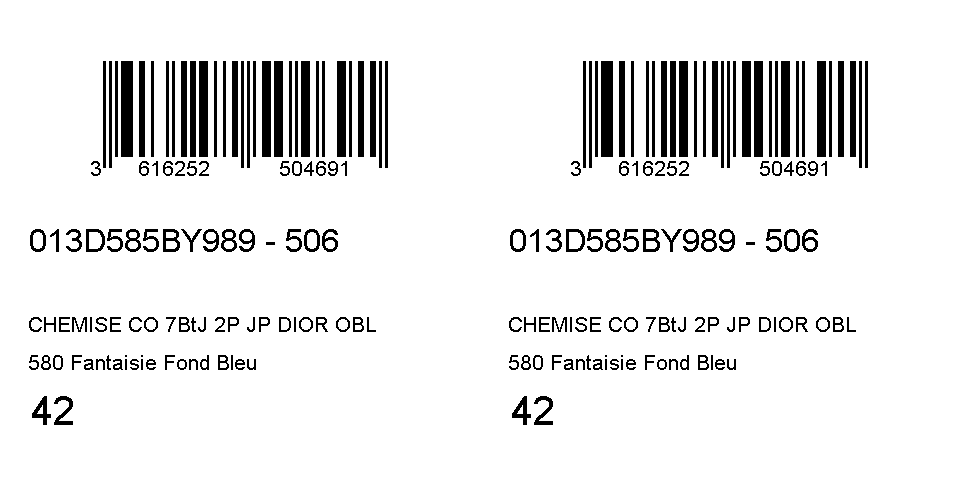 3 616252 504691 3 616252 504691
013D585BY989 - 506 013D585BY989 - 506
CHEMISE CO 7BtJ 2P JP DIOR OBL CHEMISE CO 7BtJ 2P JP DIOR OBL
580 Fantaisie Fond Bleu 580 Fantaisie Fond Bleu
42 42